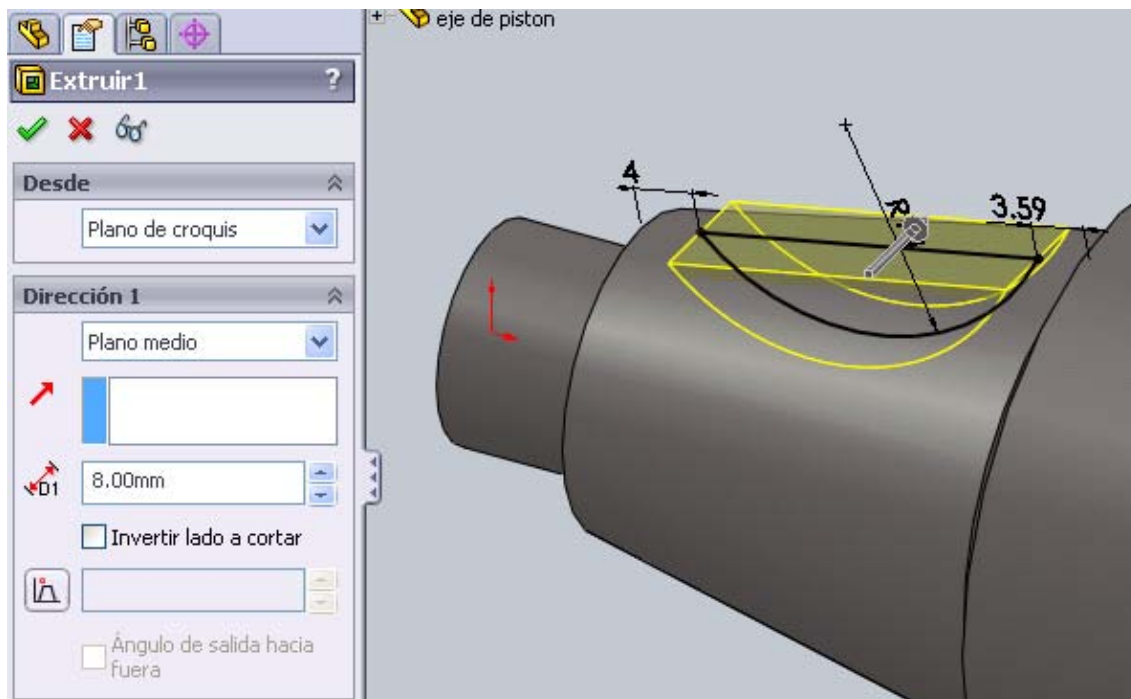 eje de piston
Extruir1
?
Desde
Plano de croquis
Dirección 1
Plano medio
D1
8.00mm
Invertir lado a cortar
Ángulo de salida hacia
fuera
4
3.59